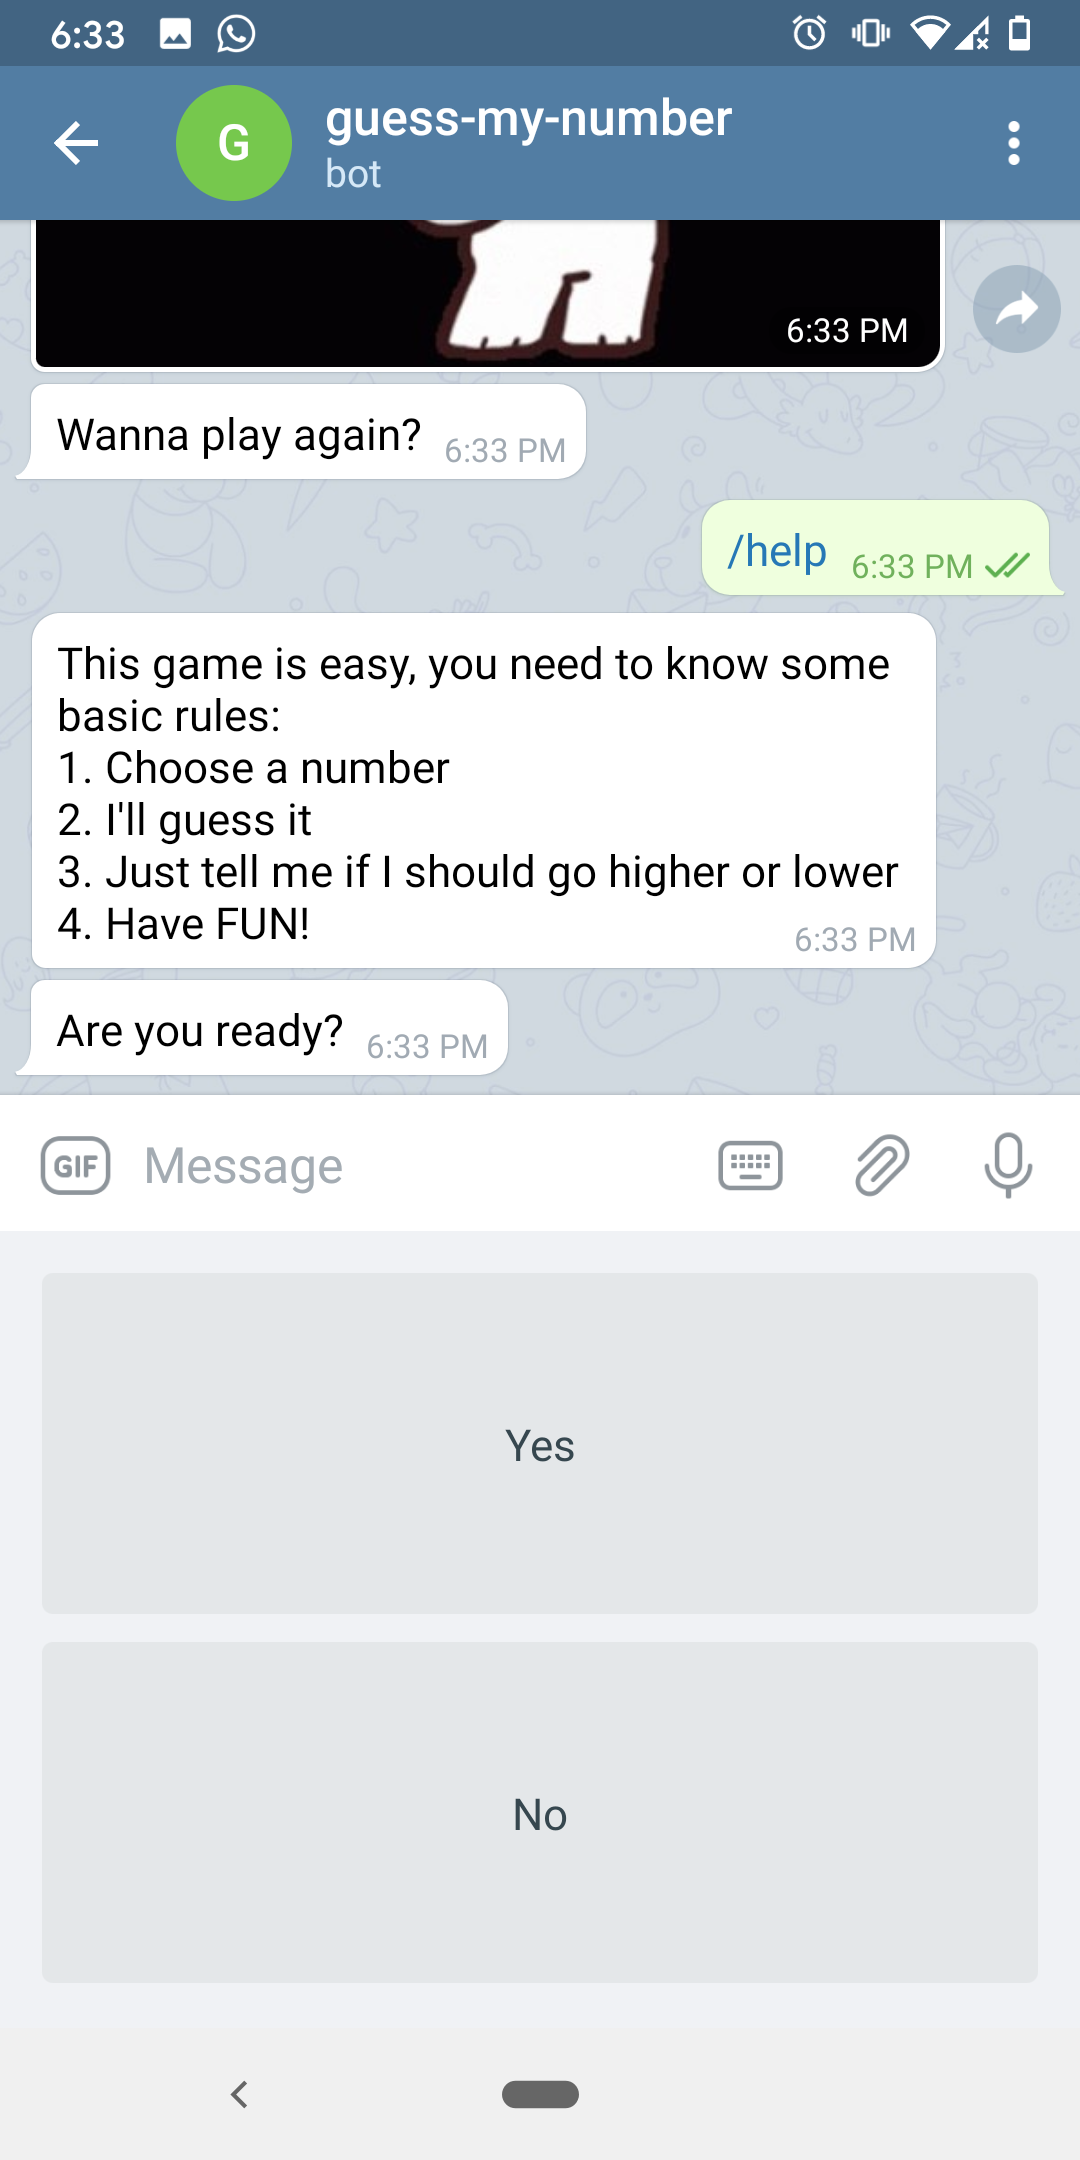 6:33
G
guess-my-number
bot
6:33 PM
Wanna play again? 6:33 PM
/help 6:33 PM
This game is easy, you need to know some
basic rules:
1. Choose a number
2. I'll guess it
3. Just tell me if I should go higher or lower
4. Have FUN!
6:33 PM
Are you ready? 6:33 PM
GIF Message
Yes
No